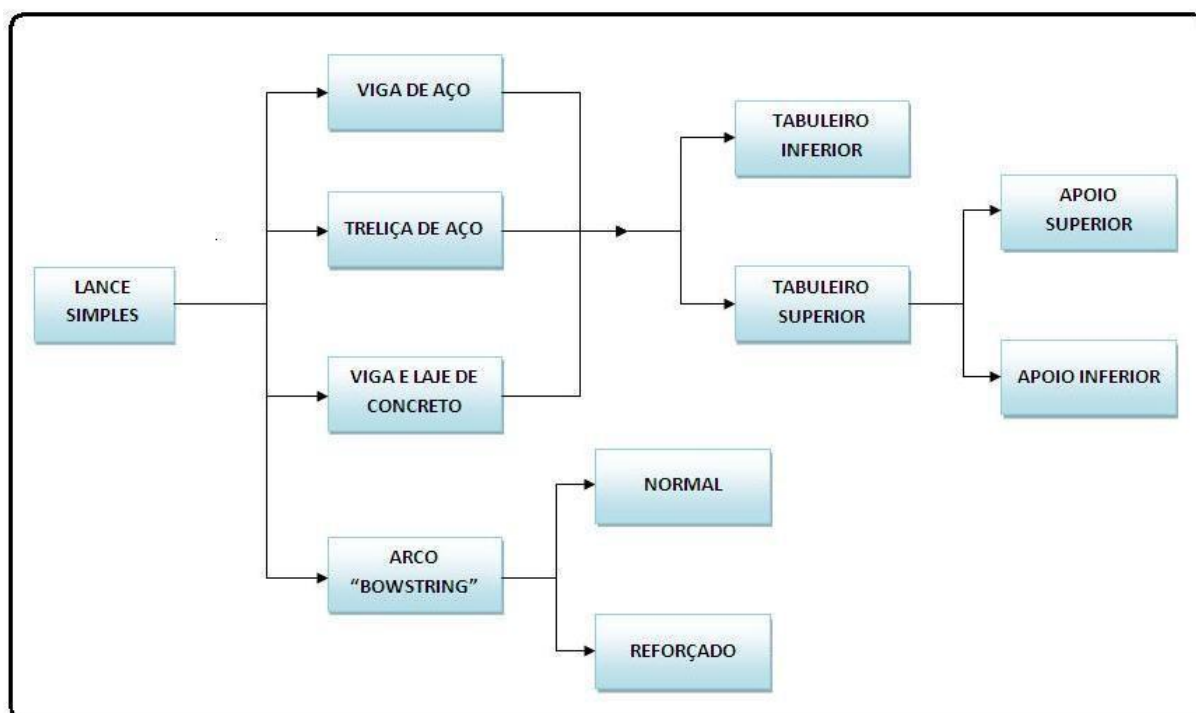 LANCE
SIMPLES
VIGA DE AÇO
TRELIÇA DE AÇO
VIGA E LAJE DE
CONCRETO
ARCO
“BOWSTRING”
TABULEIRO
INFERIOR
TABULEIRO
SUPERIOR
APOIO
SUPERIOR
APOIO INFERIOR
NORMAL
REFORÇADO